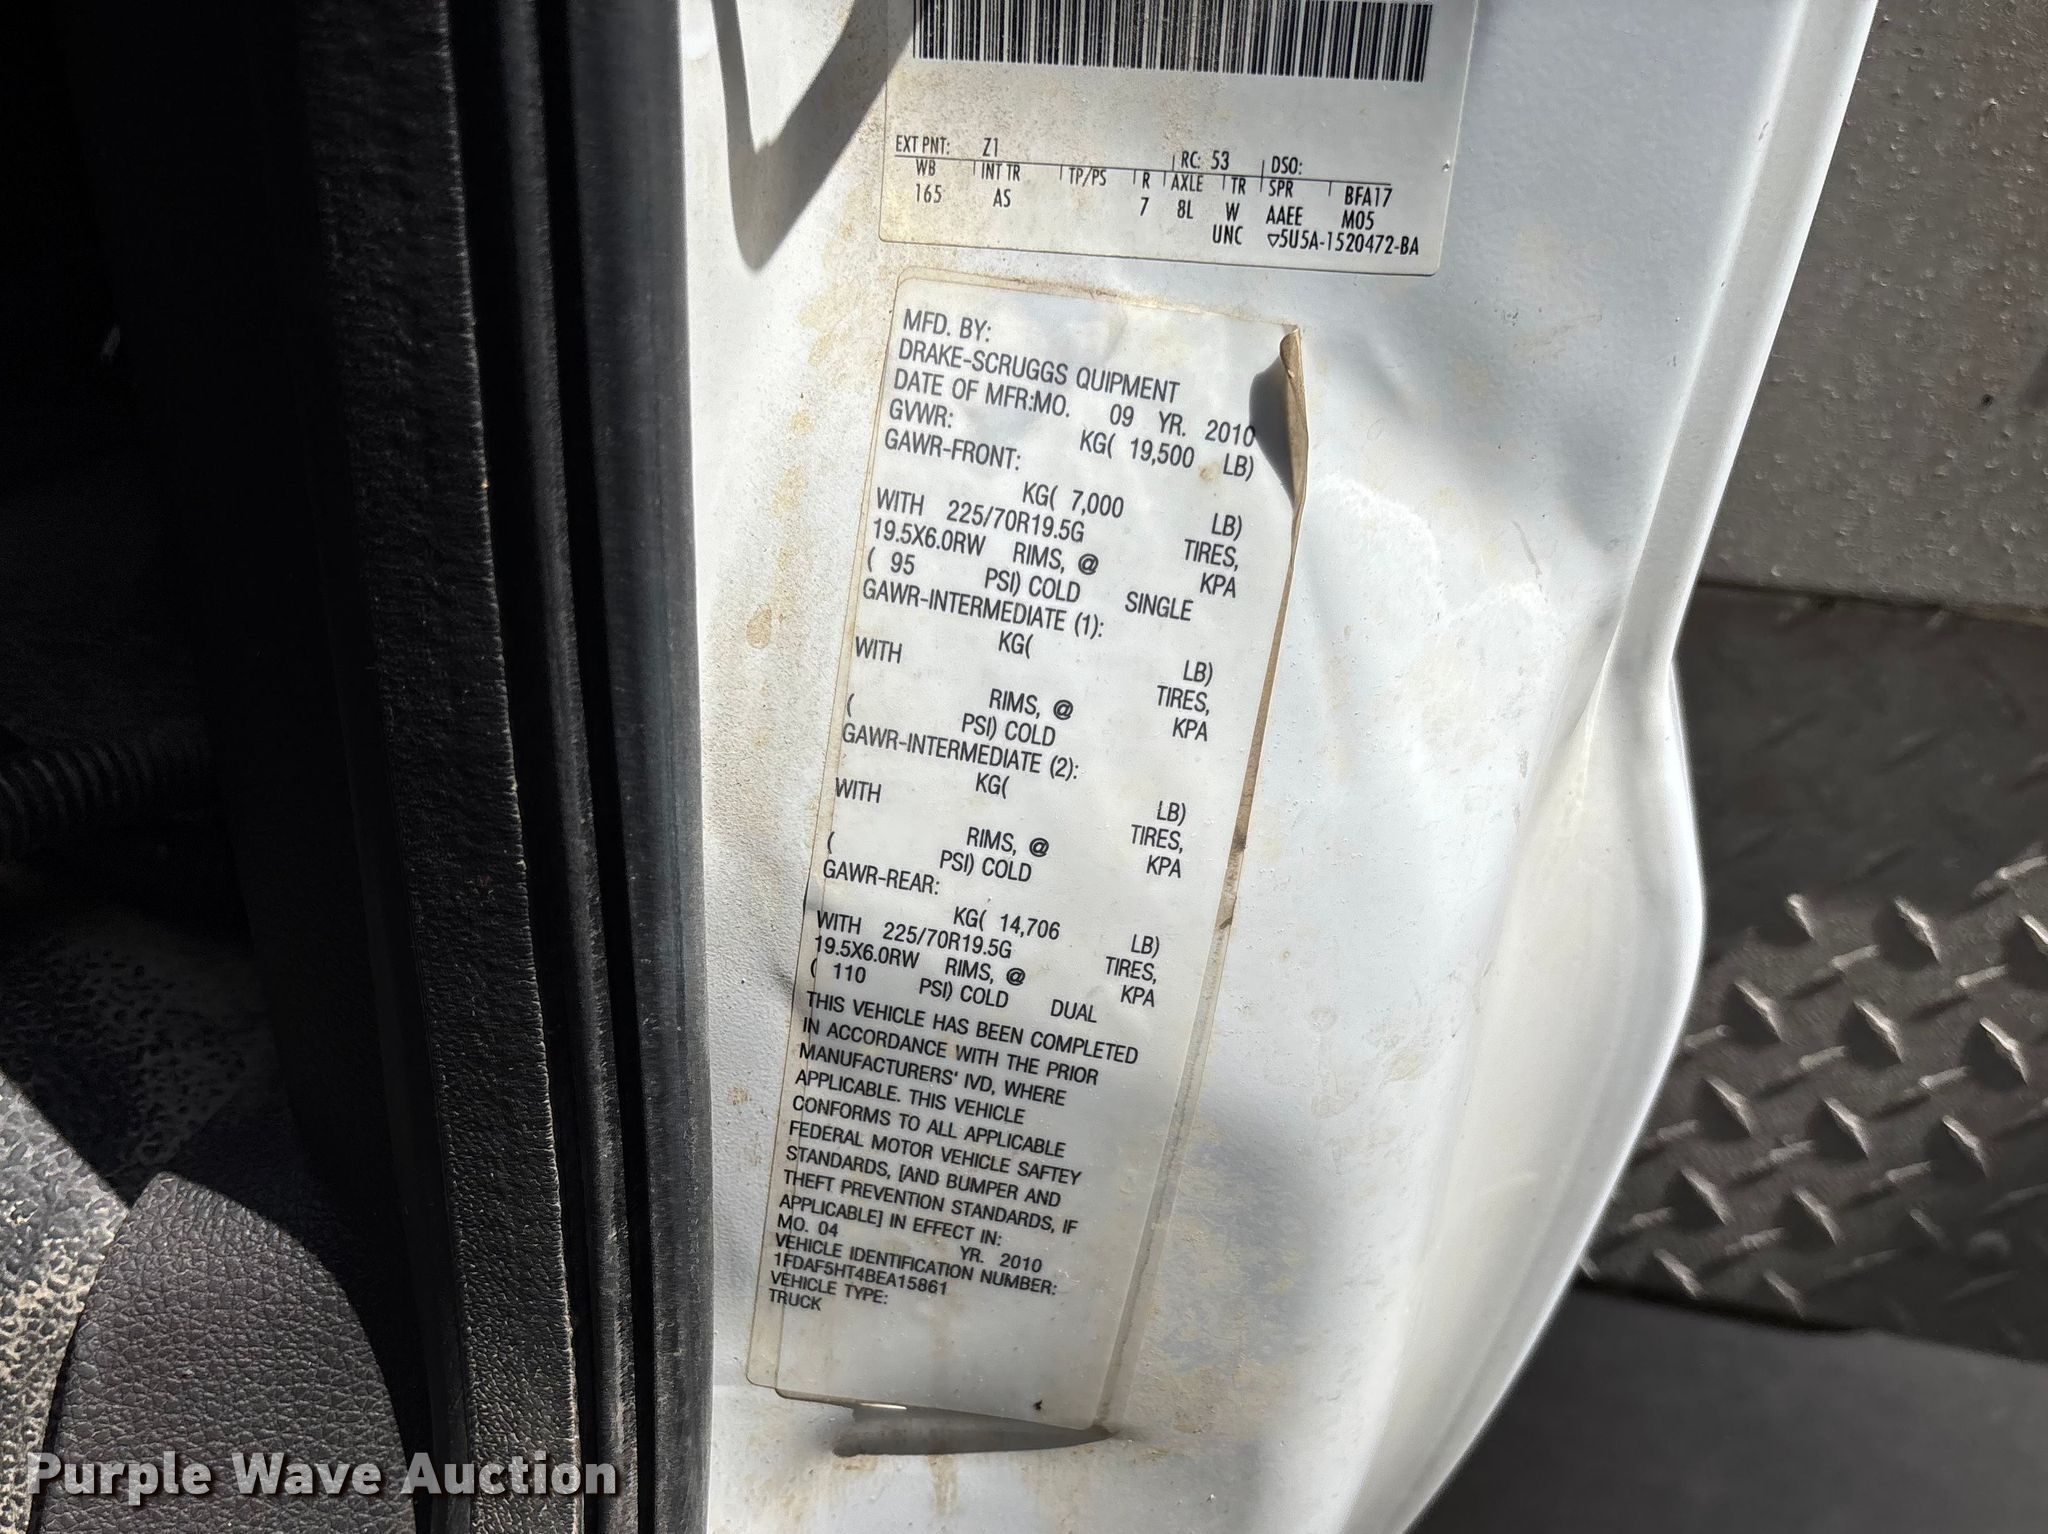 EXT PNT: Z1 RC: 53 DSO:
WB INT TR TP/PS R AXLE TR SPR BFA17
165 AS 7 8L W AAEE M05
UNC ▽5U5A-1520472-BA
MFD. BY:
DRAKE-SCRUGGS QUIPMENT
DATE OF MFR:MO. 09 YR. 2010
GVWR: KG( 19,500 LB)
GAWR-FRONT:
KG( 7,000 LB)
WITH 225/70R19.5G TIRES,
19.5X6.0RW RIMS, @ KPA
( 95 PSI) COLD SINGLE
GAWR-INTERMEDIATE (1):
KG( LB)
WITH TIRES,
RIMS, @ KPA
( PSI) COLD
GAWR-INTERMEDIATE (2):
KG( LB)
WITH TIRES,
RIMS, @ KPA
( PSI) COLD
GAWR-REAR:
KG( 14,706 LB)
WITH 225/70R19.5G TIRES,
19.5X6.0RW RIMS, @ KPA
( 110 PSI) COLD DUAL
THIS VEHICLE HAS BEEN COMPLETED
IN ACCORDANCE WITH THE PRIOR
MANUFACTURERS' IVD, WHERE
APPLICABLE. THIS VEHICLE
CONFORMS TO ALL APPLICABLE
FEDERAL MOTOR VEHICLE SAFTEY
STANDARDS, [AND BUMPER AND
THEFT PREVENTION STANDARDS, IF
APPLICABLE] IN EFFECT IN:
MO. 04 YR. 2010
VEHICLE IDENTIFICATION NUMBER:
1FDAF5HT4BEA15861
VEHICLE TYPE:
TRUCK
Purple Wave Auction